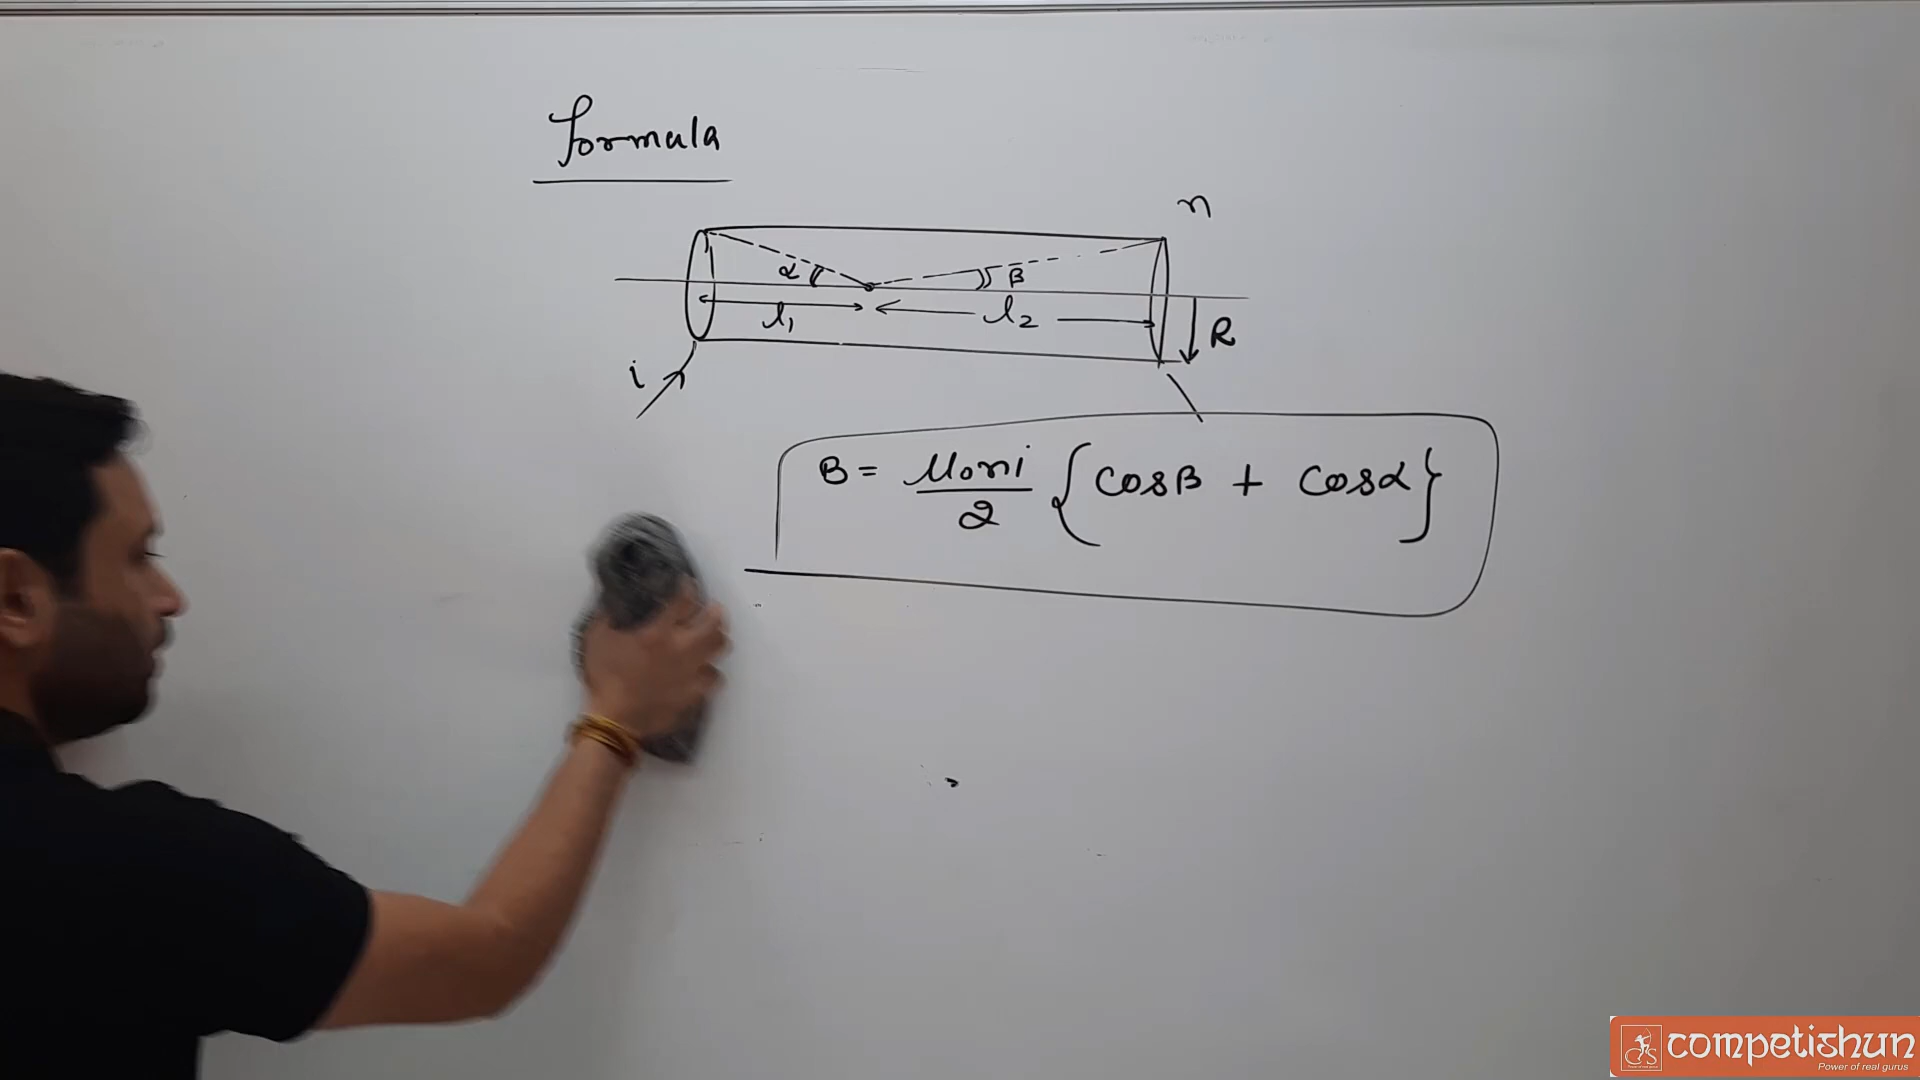 formula
n
α
β
l₁
l₂
R
i
B = μ₀ni/2 {cosβ + cosα}
competishun
Power of real gurus